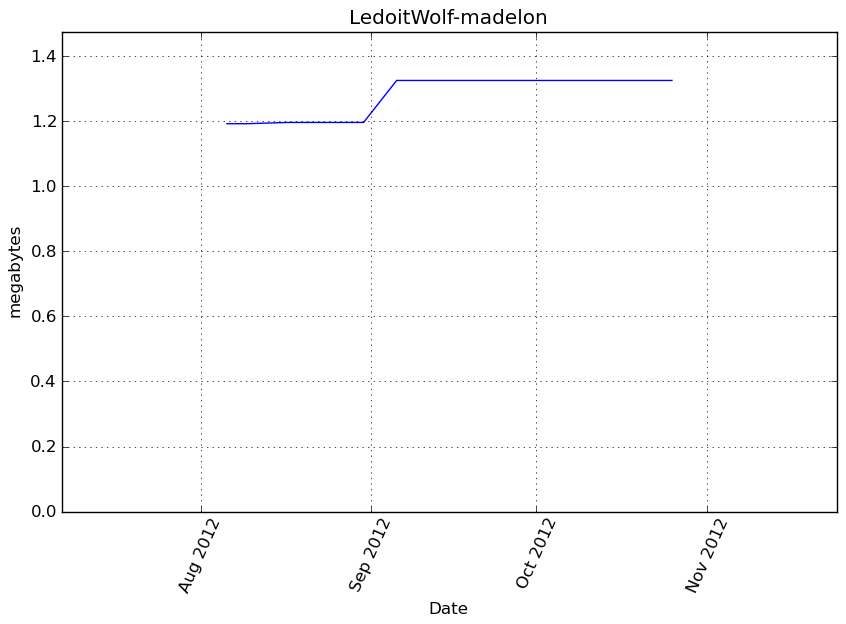 LedoitWolf-madelon
1.4
1.2
1.0
0.8
0.6
0.4
0.2
0.0
megabytes
Aug 2012
Sep 2012
Oct 2012
Nov 2012
Date